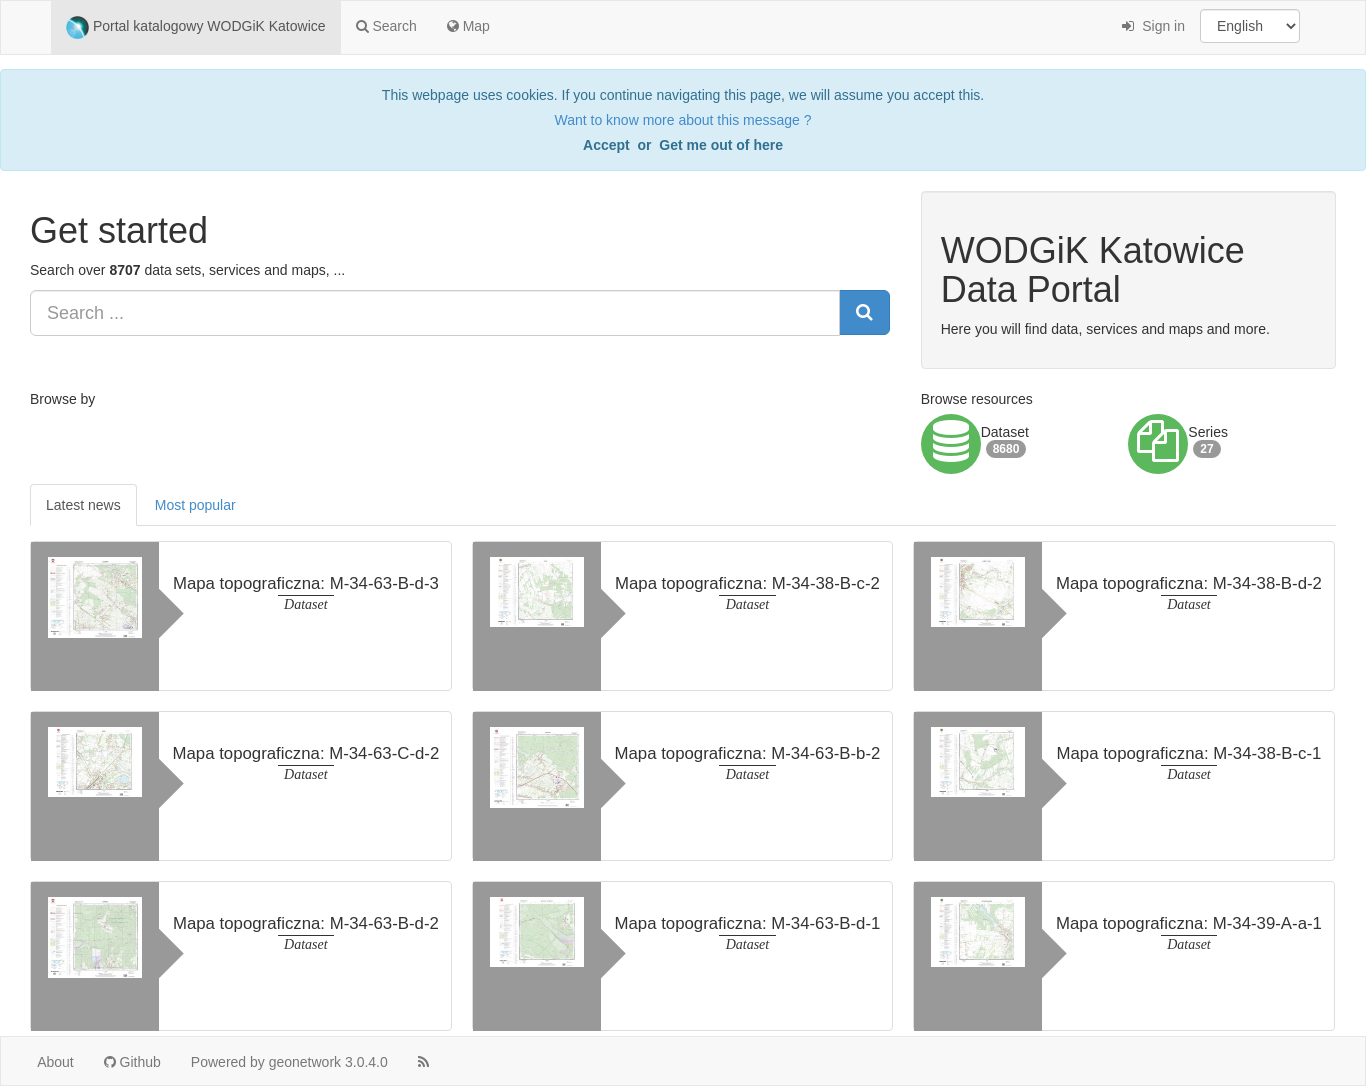 Portal katalogowy WODGiK Katowice Search Map Sign in English
This webpage uses cookies. If you continue navigating this page, we will assume you accept this.
Want to know more about this message ?
Accept or Get me out of here
Get started
Search over 8707 data sets, services and maps, ...
Search ...
WODGiK Katowice
Data Portal
Here you will find data, services and maps and more.
Browse by
Browse resources
Dataset
8680
Series
27
Latest news Most popular
Mapa topograficzna: M-34-63-B-d-3
Dataset
Mapa topograficzna: M-34-38-B-c-2
Dataset
Mapa topograficzna: M-34-38-B-d-2
Dataset
Mapa topograficzna: M-34-63-C-d-2
Dataset
Mapa topograficzna: M-34-63-B-b-2
Dataset
Mapa topograficzna: M-34-38-B-c-1
Dataset
Mapa topograficzna: M-34-63-B-d-2
Dataset
Mapa topograficzna: M-34-63-B-d-1
Dataset
Mapa topograficzna: M-34-39-A-a-1
Dataset
About Github Powered by geonetwork 3.0.4.0